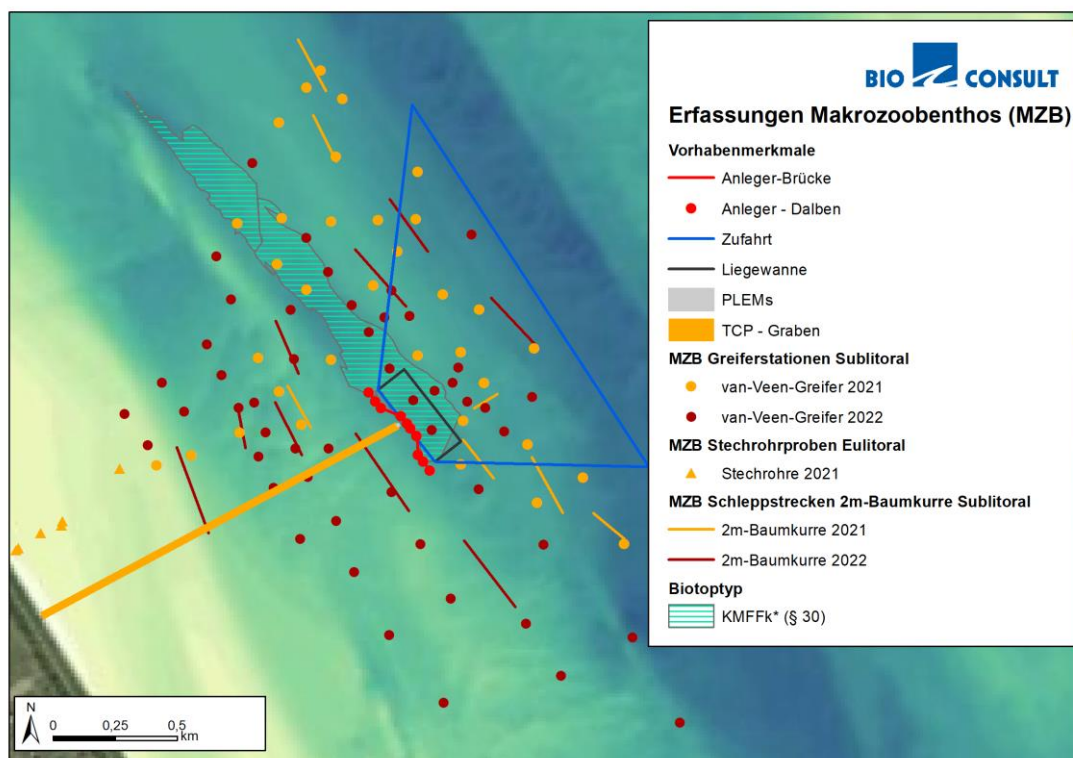 BIO CONSULT
Erfassungen Makrozoobenthos (MZB)
Vorhabenmerkmale
Anleger-Brücke
Anleger - Dalben
Zufahrt
Liegewanne
PLEMs
TCP - Graben
MZB Greiferstationen Sublitoral
van-Veen-Greifer 2021
van-Veen-Greifer 2022
MZB Stechrohrproben Eulitoral
Stechrohre 2021
MZB Schleppstrecken 2m-Baumkurre Sublitoral
2m-Baumkurre 2021
2m-Baumkurre 2022
Biotoptyp
KMFFk* (§ 30)
N
0 0,25 0,5
km